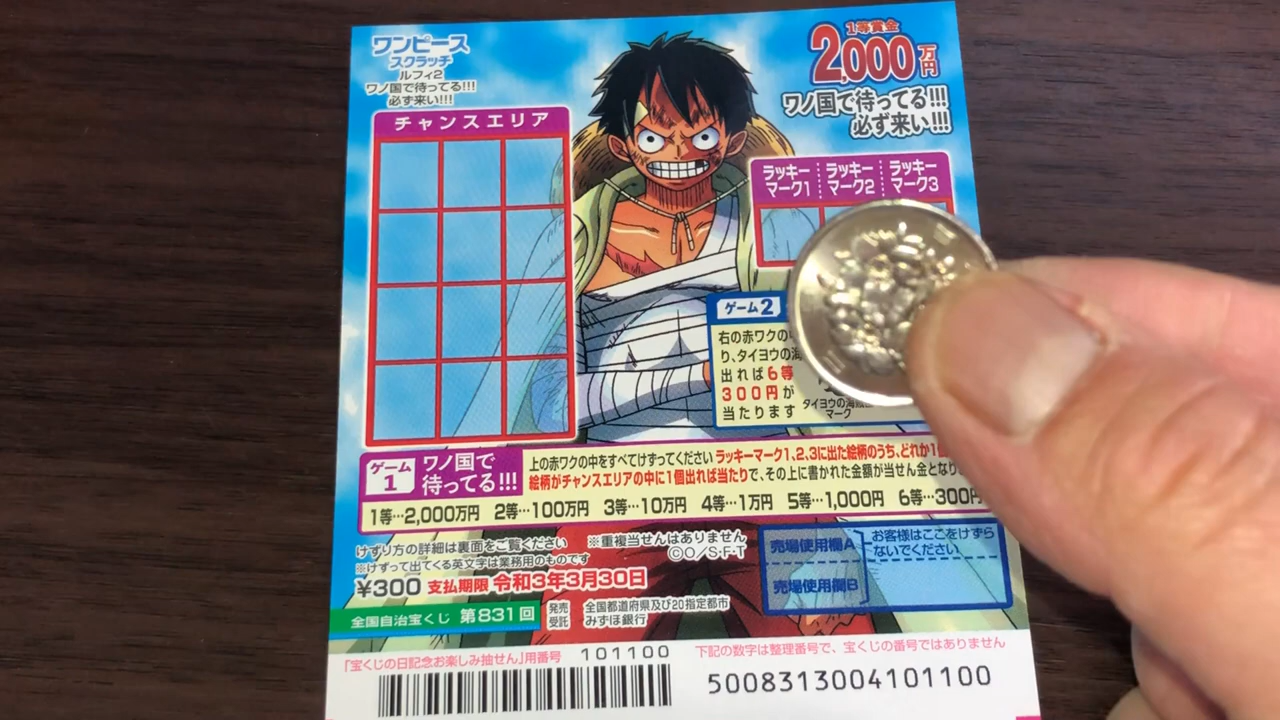 ワンピース
スクラッチ
ルフィ2
ワノ国で待ってる!!!
必ず来い!!!
1等賞金
2,000万円
ワノ国で待ってる!!!
必ず来い!!!
チャンスエリア
ラッキーマーク1
ラッキーマーク2
ラッキーマーク3
ゲーム2
右の赤ワクの
り、タイヨウの海
出れば6等
300円が
当たります
タイヨウの海
マーク
ゲーム1
ワノ国で
待ってる!!!
上の赤ワクの中をすべてけずってください ラッキーマーク1、2、3に出た絵柄のうち、どれか1
絵柄がチャンスエリアの中に1個出れば当たりで、その上に書かれた金額が当せん金とな
1等…2,000万円 2等…100万円 3等…10万円 4等…1万円 5等…1,000円 6等…300円
けずり方の詳細は裏面をご覧ください ※重複当せんはありません
※けずって出てくる英文字は業務用のものです
©O/S・F・T
¥300 支払期限 令和3年3月30日
売場使用欄A
売場使用欄B
お客様はここをけずら
ないでください
全国自治宝くじ 第831回
発売 全国都道府県及び20指定都市
受託 みずほ銀行
「宝くじの日記念お楽しみ抽せん」用番号 101100
下記の数字は整理番号で、宝くじの番号ではありません
5008313004101100